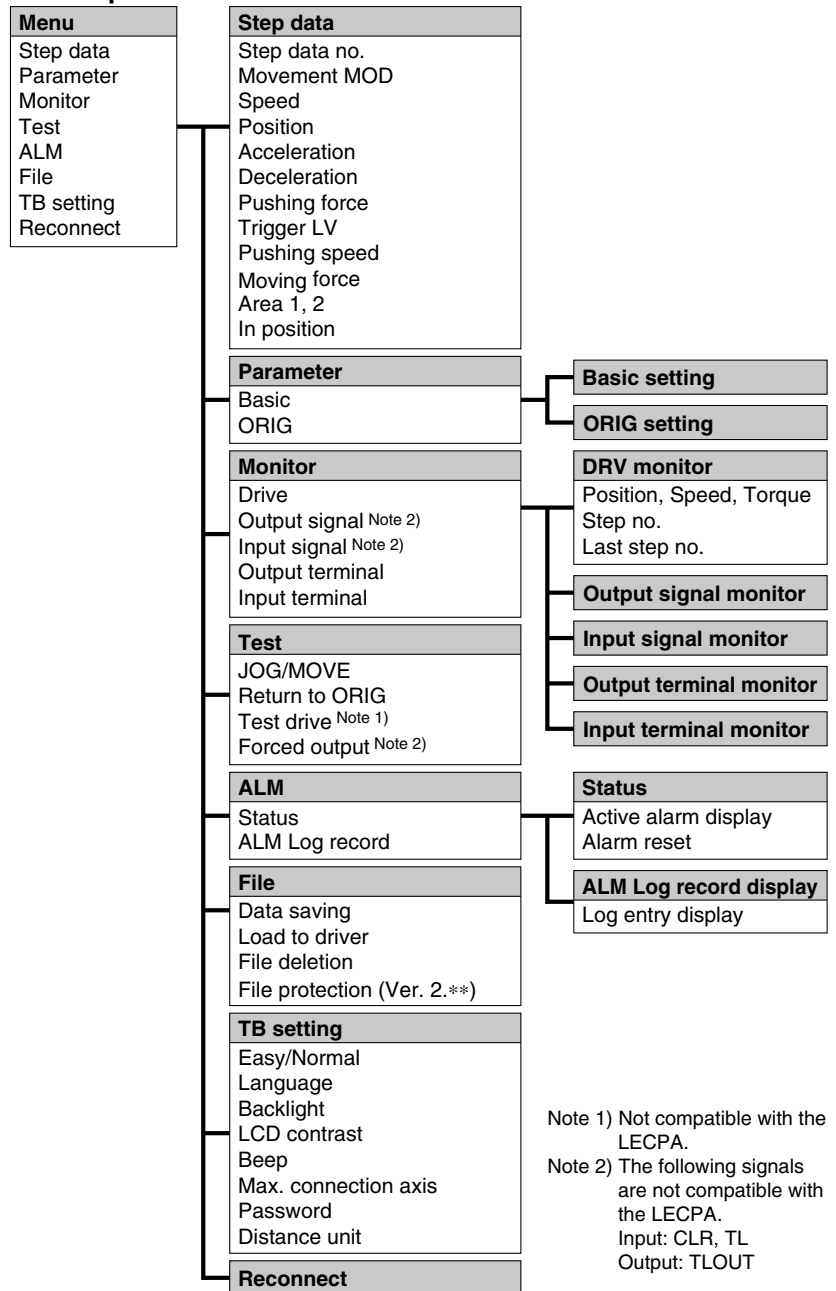 Menu
Step data
Parameter
Monitor
Test
ALM
File
TB setting
Reconnect
Step data
Step data no.
Movement MOD
Speed
Position
Acceleration
Deceleration
Pushing force
Trigger LV
Pushing speed
Moving force
Area 1, 2
In position
Parameter
Basic
ORIG
Basic setting
ORIG setting
Monitor
Drive
Output signal Note 2)
Input signal Note 2)
Output terminal
Input terminal
DRV monitor
Position, Speed, Torque
Step no.
Last step no.
Output signal monitor
Input signal monitor
Output terminal monitor
Input terminal monitor
Test
JOG/MOVE
Return to ORIG
Test drive Note 1)
Forced output Note 2)
ALM
Status
ALM Log record
Status
Active alarm display
Alarm reset
ALM Log record display
Log entry display
File
Data saving
Load to driver
File deletion
File protection (Ver. 2.**)
TB setting
Easy/Normal
Language
Backlight
LCD contrast
Beep
Max. connection axis
Password
Distance unit
Reconnect
Note 1) Not compatible with the
LECPA.
Note 2) The following signals
are not compatible with
the LECPA.
Input: CLR, TL
Output: TLOUT